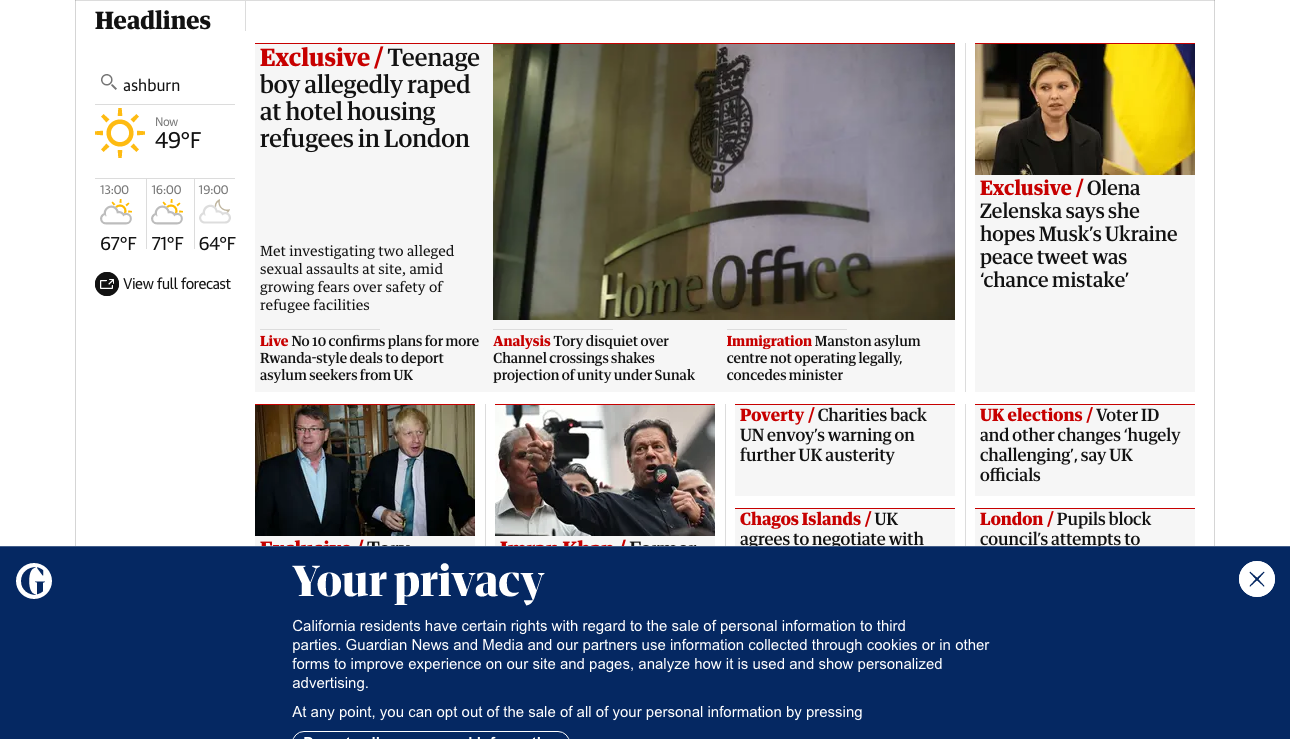 Headlines
ashburn
Now
49°F
13:00
16:00
19:00
67°F
71°F
64°F
View full forecast
Exclusive / Teenage
boy allegedly raped
at hotel housing
refugees in London
Met investigating two alleged
sexual assaults at site, amid
growing fears over safety of
refugee facilities
Home Office
Exclusive / Olena
Zelenska says she
hopes Musk’s Ukraine
peace tweet was
‘chance mistake’
Live No 10 confirms plans for more
Rwanda-style deals to deport
asylum seekers from UK
Analysis Tory disquiet over
Channel crossings shakes
projection of unity under Sunak
Immigration Manston asylum
centre not operating legally,
concedes minister
Exclusive / Tory
Imran Khan / Former
Poverty / Charities back
UN envoy’s warning on
further UK austerity
Chagos Islands / UK
agrees to negotiate with
UK elections / Voter ID
and other changes ‘hugely
challenging’, say UK
officials
London / Pupils block
council’s attempts to
Your privacy
California residents have certain rights with regard to the sale of personal information to third
parties. Guardian News and Media and our partners use information collected through cookies or in other
forms to improve experience on our site and pages, analyze how it is used and show personalized
advertising.
At any point, you can opt out of the sale of all of your personal information by pressing